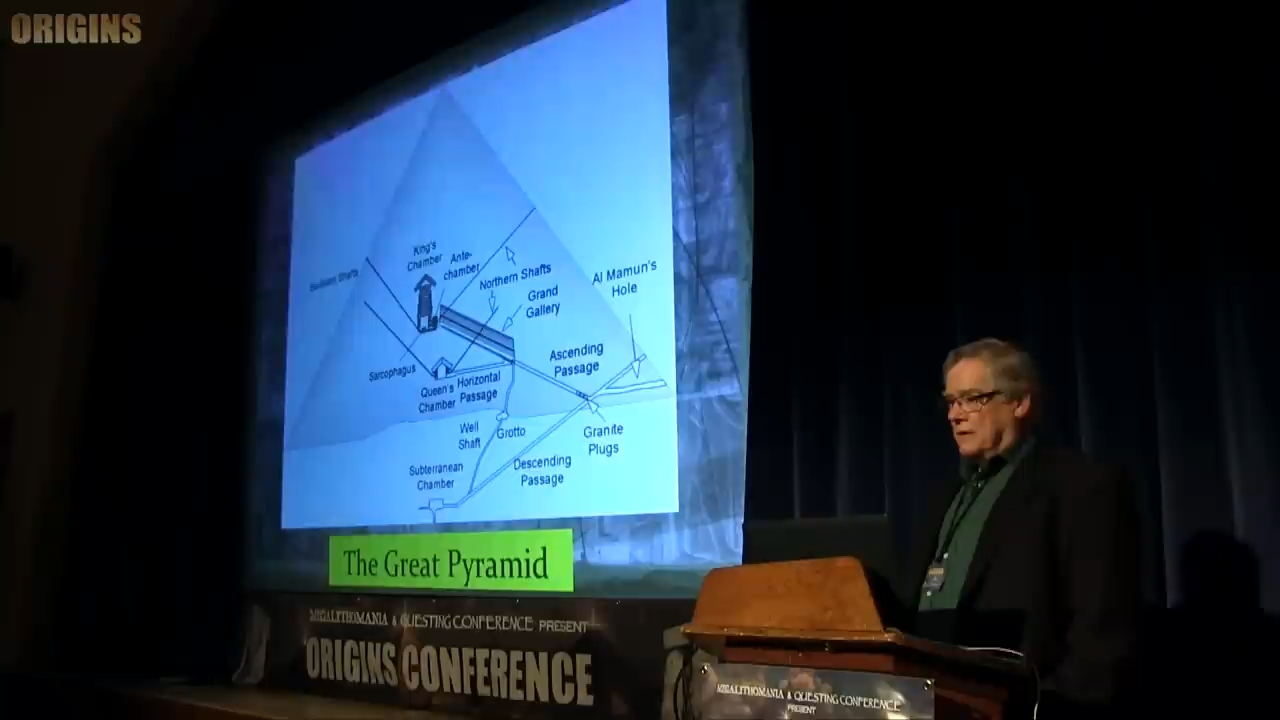 ORIGINS
King's
Chamber
Ante-
chamber
Southern Shafts
Northern Shafts
Al Mamun's
Hole
Grand
Gallery
Ascending
Passage
Sarcophagus
Queen's
Chamber
Horizontal
Passage
Well
Shaft
Grotto
Granite
Plugs
Subterranean
Chamber
Descending
Passage
The Great Pyramid
MEGALITHOMANIA & QUESTING CONFERENCE PRESENT
ORIGINS CONFERENCE
MEGALITHOMANIA & QUESTING CONFERENCE
PRESENT